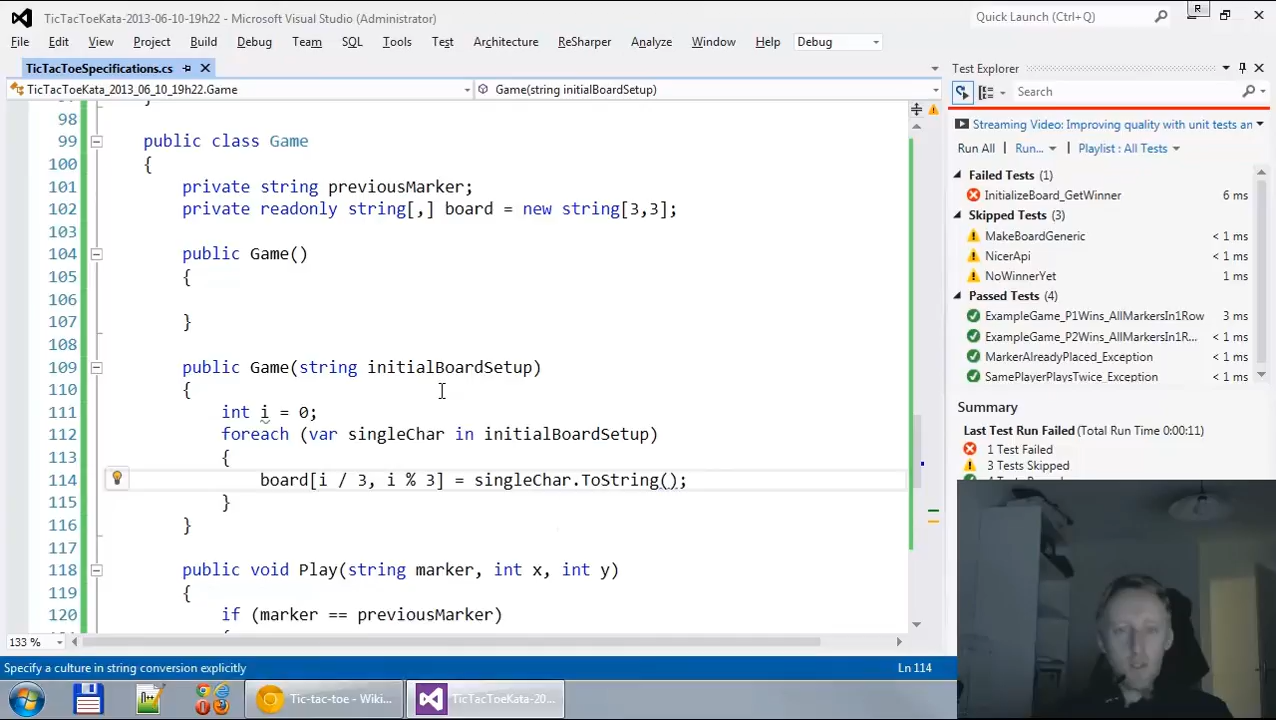 TicTacToeKata-2013-06-10-19h22 - Microsoft Visual Studio (Administrator)
Quick Launch (Ctrl+Q)
R
File Edit View Project Build Debug Team SQL Tools Test Architecture ReSharper Analyze Window Help Debug
TicTacToeSpecifications.cs
TicTacToeKata_2013_06_10_19h22.Game
Game(string initialBoardSetup)
98
99 public class Game
100 {
101 private string previousMarker;
102 private readonly string[,] board = new string[3,3];
103
104 public Game()
105 {
106
107 }
108
109 public Game(string initialBoardSetup)
110 {
111 int i = 0;
112 foreach (var singleChar in initialBoardSetup)
113 {
114 board[i / 3, i % 3] = singleChar.ToString();
115 }
116 }
117
118 public void Play(string marker, int x, int y)
119 {
120 if (marker == previousMarker)
{
133 %
Test Explorer
Search
Streaming Video: Improving quality with unit tests an
Run All Run... Playlist : All Tests
Failed Tests (1)
InitializeBoard_GetWinner 6 ms
Skipped Tests (3)
MakeBoardGeneric < 1 ms
NicerApi < 1 ms
NoWinnerYet 1 ms
Passed Tests (4)
ExampleGame_P1Wins_AllMarkersIn1Row 3 ms
ExampleGame_P2Wins_AllMarkersIn1R... < 1 ms
MarkerAlreadyPlaced_Exception < 1 ms
SamePlayerPlaysTwice_Exception < 1 ms
Summary
Last Test Run Failed (Total Run Time 0:00:11)
1 Test Failed
3 Tests Skipped
Specify a culture in string conversion explicitly
Ln 114
Tic-tac-toe - Wiki...
TicTacToeKata-20...